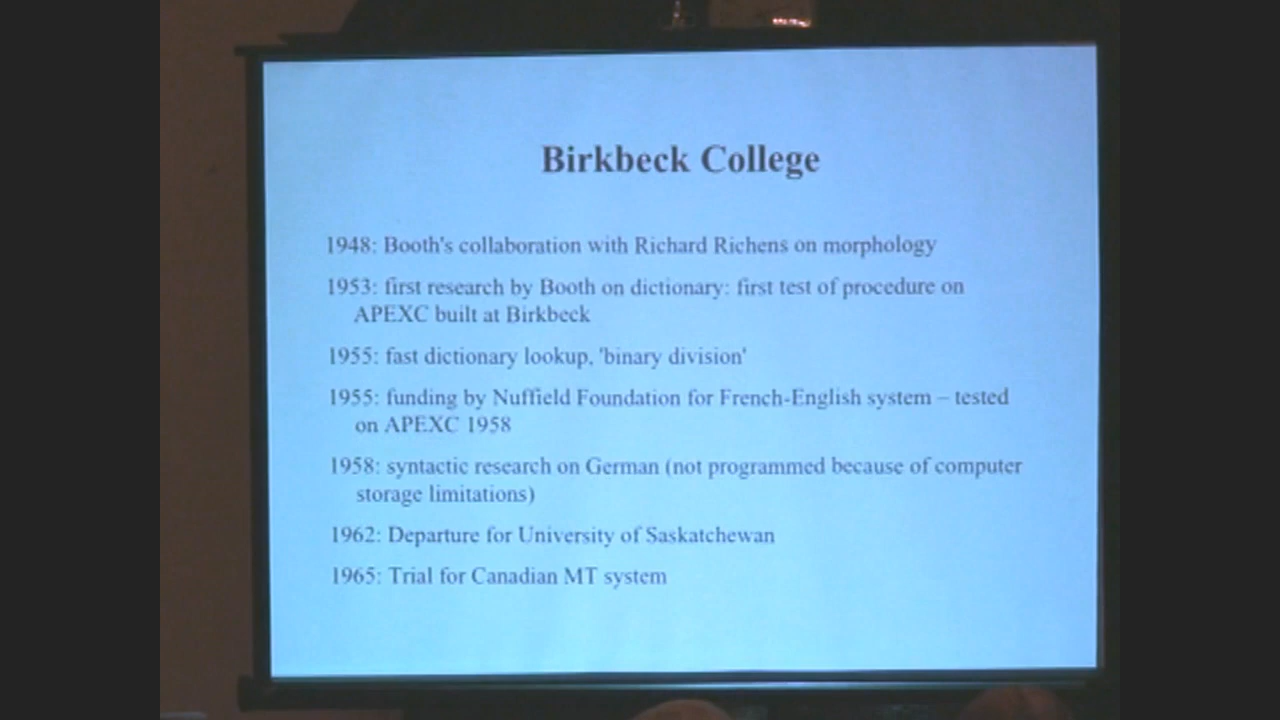 Birkbeck College
1948: Booth's collaboration with Richard Richens on morphology
1953: first research by Booth on dictionary: first test of procedure on
APEXC built at Birkbeck
1955: fast dictionary lookup, 'binary division'
1955: funding by Nuffield Foundation for French-English system – tested
on APEXC 1958
1958: syntactic research on German (not programmed because of computer
storage limitations)
1962: Departure for University of Saskatchewan
1965: Trial for Canadian MT system